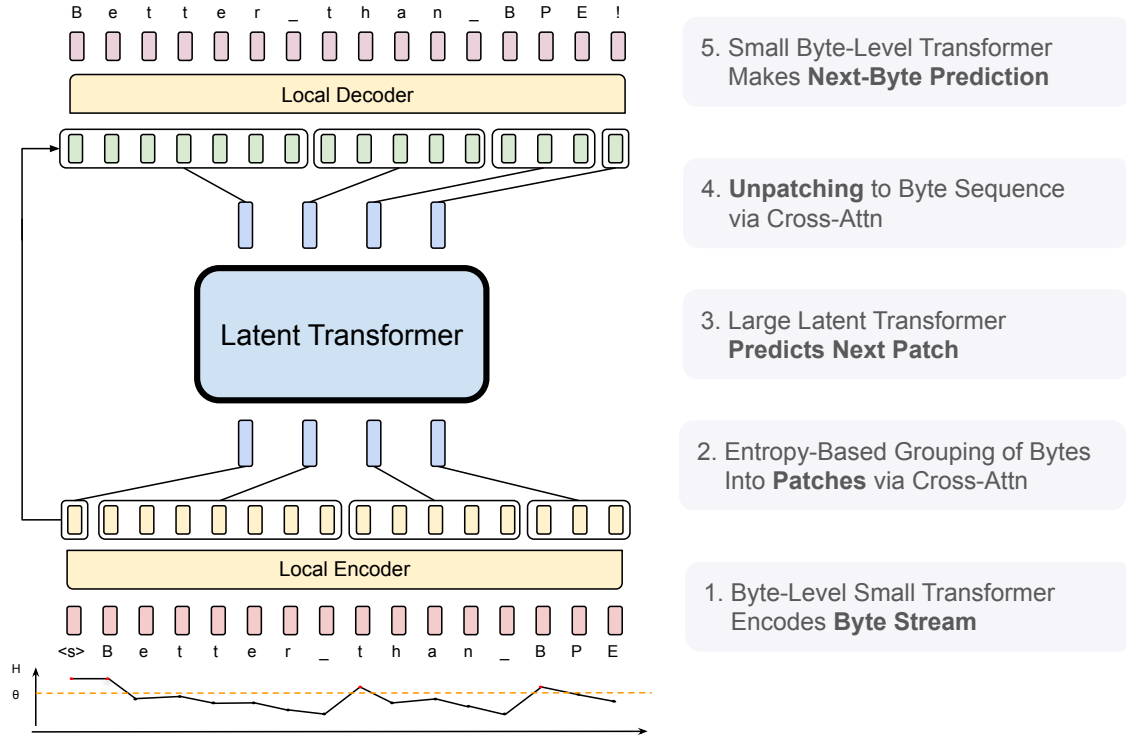 B e t t e r _ t h a n _ B P E !
Local Decoder
Latent Transformer
Local Encoder
<s> B e t t e r _ t h a n _ B P E
H
θ
5. Small Byte-Level Transformer
Makes Next-Byte Prediction
4. Unpatching to Byte Sequence
via Cross-Attn
3. Large Latent Transformer
Predicts Next Patch
2. Entropy-Based Grouping of Bytes
Into Patches via Cross-Attn
1. Byte-Level Small Transformer
Encodes Byte Stream